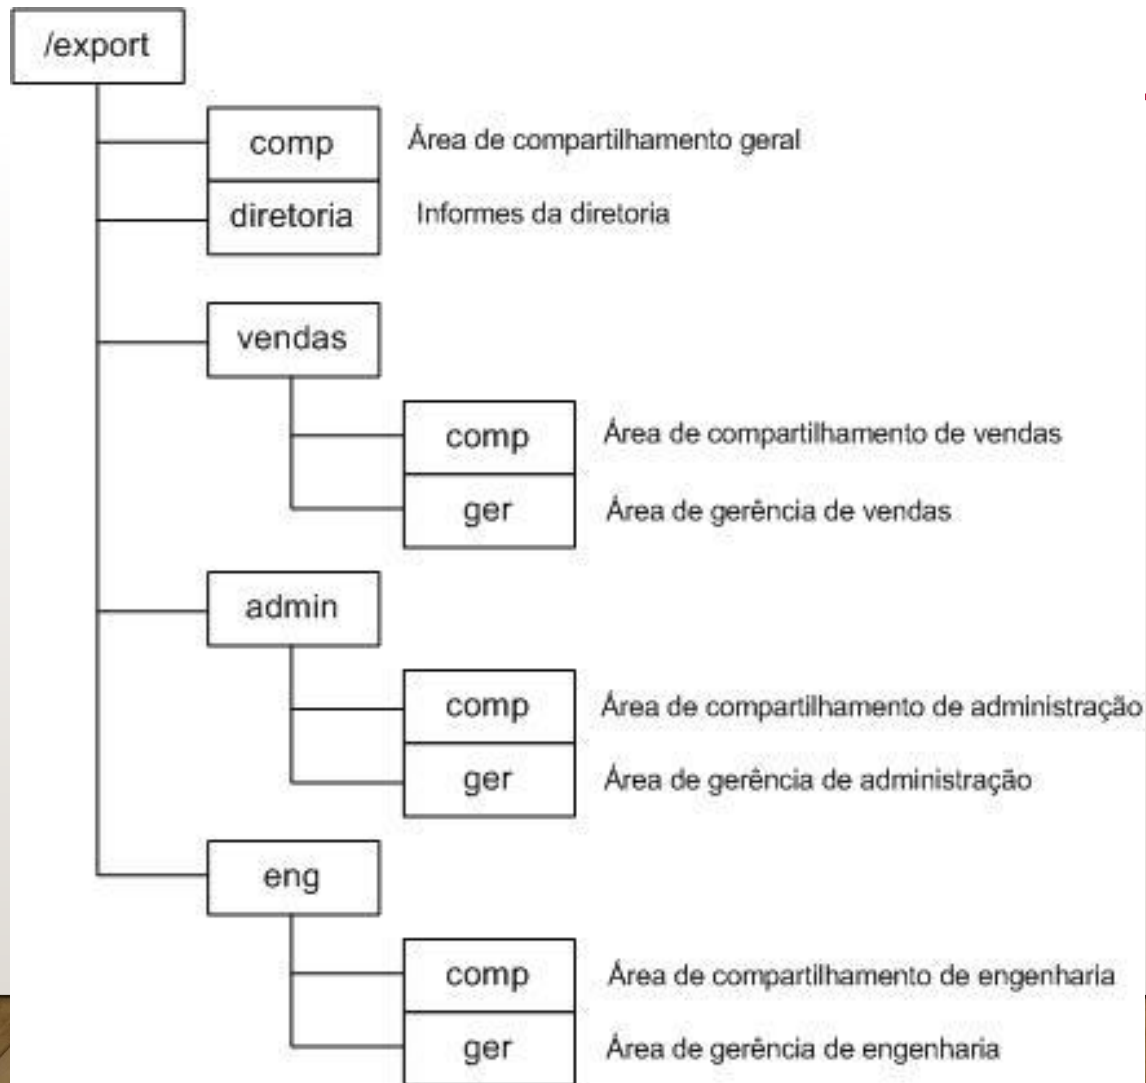 /export
comp Área de compartilhamento geral
diretoria Informes da diretoria
vendas
comp Área de compartilhamento de vendas
ger Área de gerência de vendas
admin
comp Área de compartilhamento de administração
ger Área de gerência de administração
eng
comp Área de compartilhamento de engenharia
ger Área de gerência de engenharia